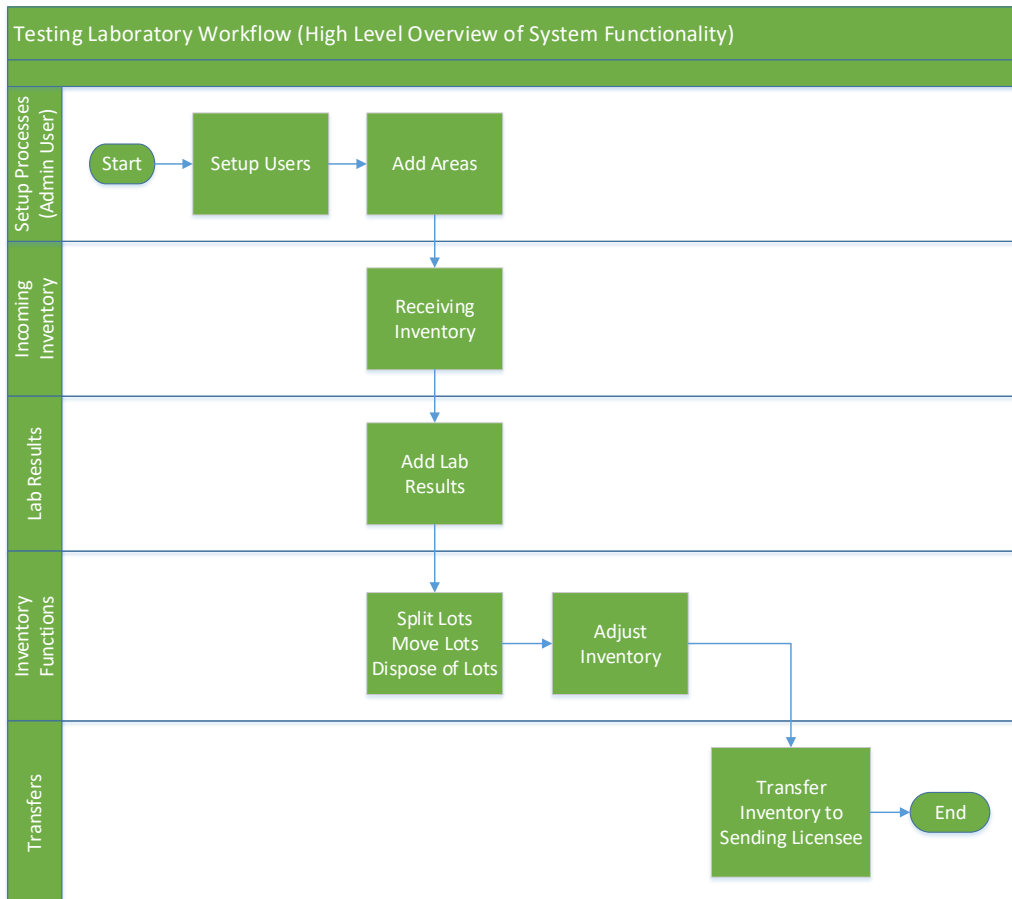 Testing Laboratory Workflow (High Level Overview of System Functionality)
Setup Processes
(Admin User)
Start
Setup Users
Add Areas
Incoming
Inventory
Receiving
Inventory
Lab Results
Add Lab
Results
Inventory
Functions
Split Lots
Move Lots
Dispose of Lots
Adjust
Inventory
Transfers
Transfer
Inventory to
Sending Licensee
End